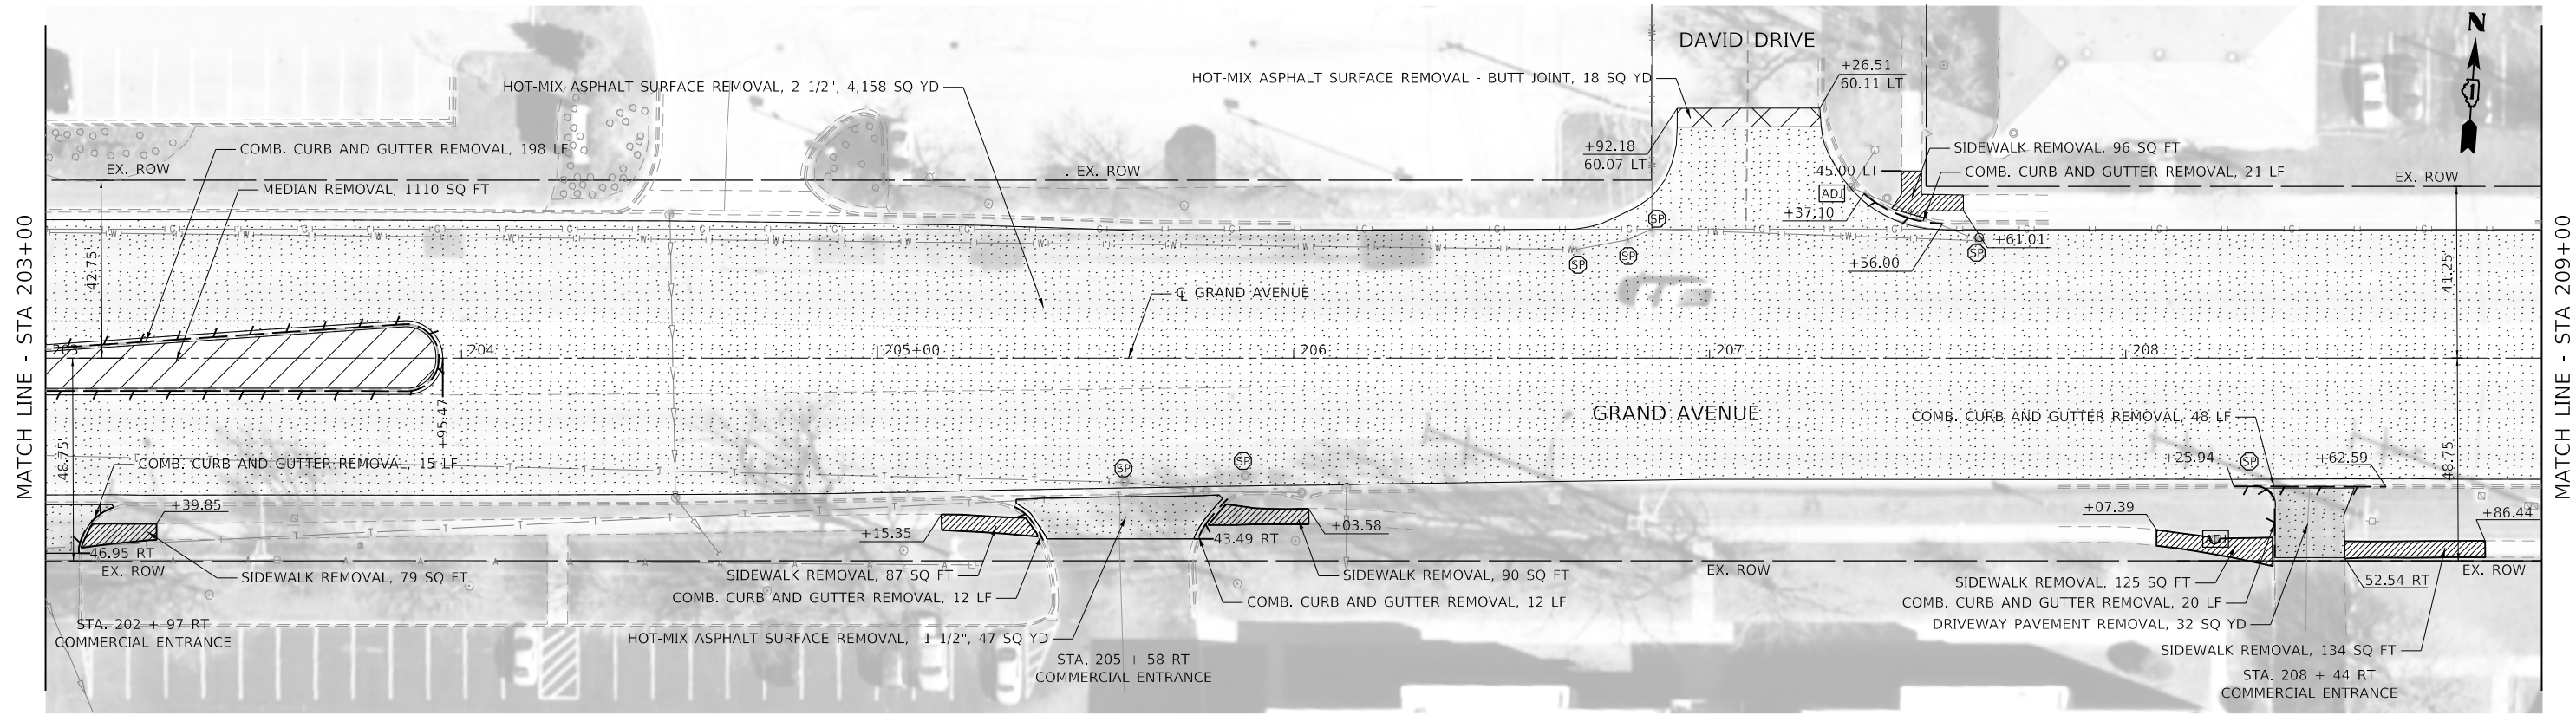 DAVID DRIVE
N
1
HOT-MIX ASPHALT SURFACE REMOVAL, 2 1/2", 4,158 SQ YD
HOT-MIX ASPHALT SURFACE REMOVAL - BUTT JOINT, 18 SQ YD
+26.51
60.11 LT
COMB. CURB AND GUTTER REMOVAL, 198 LF
+92.18
60.07 LT
SIDEWALK REMOVAL, 96 SQ FT
EX. ROW
. EX. ROW
45.00 LT
COMB. CURB AND GUTTER REMOVAL, 21 LF
EX. ROW
MEDIAN REMOVAL, 1110 SQ FT
ADJ
+37.10
SP
+61.01
SP
SP
SP
+56.00
42.75'
41.25'
℄ GRAND AVENUE
MATCH LINE - STA 203+00
MATCH LINE - STA 209+00
203
204
205+00
206
207
208
+95.47
GRAND AVENUE
COMB. CURB AND GUTTER REMOVAL, 48 LF
48.75'
48.75'
COMB. CURB AND GUTTER REMOVAL, 15 LF
SP
SP
+25.94
SP
+62.59
+39.85
+07.39
+86.44
+15.35
+03.58
46.95 RT
43.49 RT
ADJ
EX. ROW
EX. ROW
EX. ROW
SIDEWALK REMOVAL, 79 SQ FT
SIDEWALK REMOVAL, 87 SQ FT
SIDEWALK REMOVAL, 90 SQ FT
SIDEWALK REMOVAL, 125 SQ FT
52.54 RT
COMB. CURB AND GUTTER REMOVAL, 12 LF
COMB. CURB AND GUTTER REMOVAL, 12 LF
COMB. CURB AND GUTTER REMOVAL, 20 LF
STA. 202 + 97 RT
COMMERCIAL ENTRANCE
HOT-MIX ASPHALT SURFACE REMOVAL, 1 1/2", 47 SQ YD
DRIVEWAY PAVEMENT REMOVAL, 32 SQ YD
SIDEWALK REMOVAL, 134 SQ FT
STA. 205 + 58 RT
COMMERCIAL ENTRANCE
STA. 208 + 44 RT
COMMERCIAL ENTRANCE